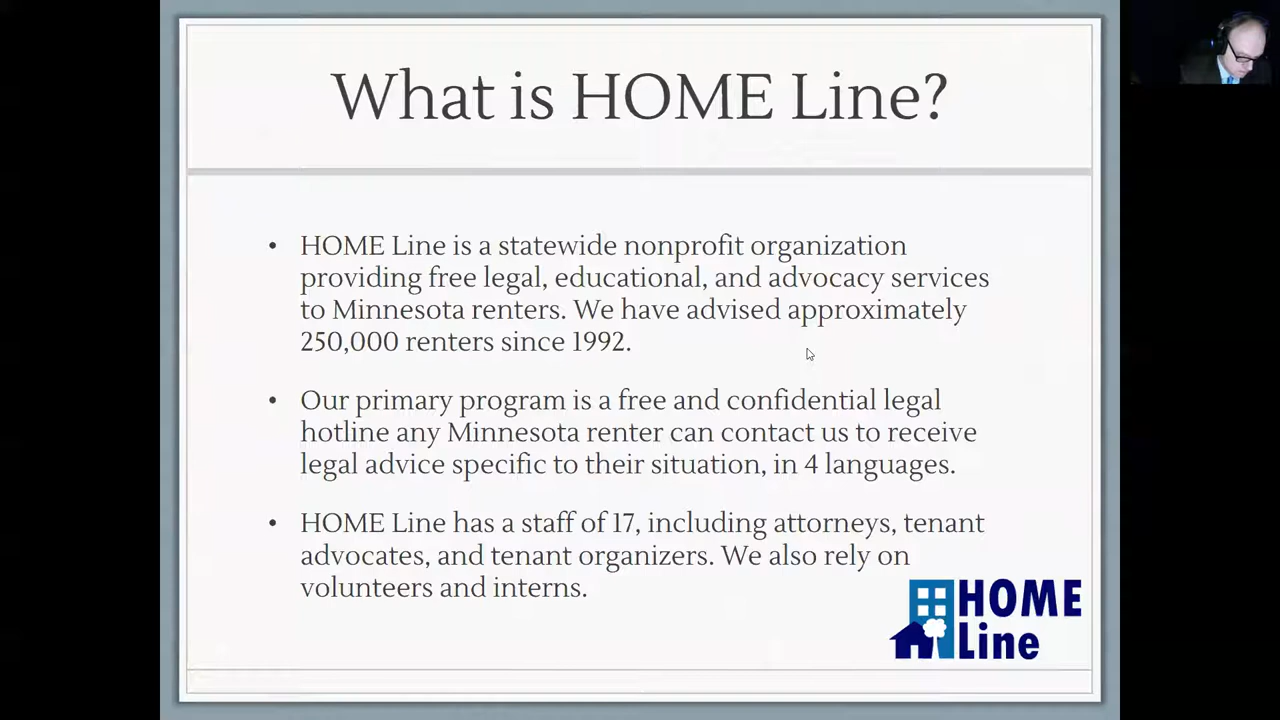 What is HOME Line?
• HOME Line is a statewide nonprofit organization
providing free legal, educational, and advocacy services
to Minnesota renters. We have advised approximately
250,000 renters since 1992.
• Our primary program is a free and confidential legal
hotline any Minnesota renter can contact us to receive
legal advice specific to their situation, in 4 languages.
• HOME Line has a staff of 17, including attorneys, tenant
advocates, and tenant organizers. We also rely on
volunteers and interns.
HOME
Line